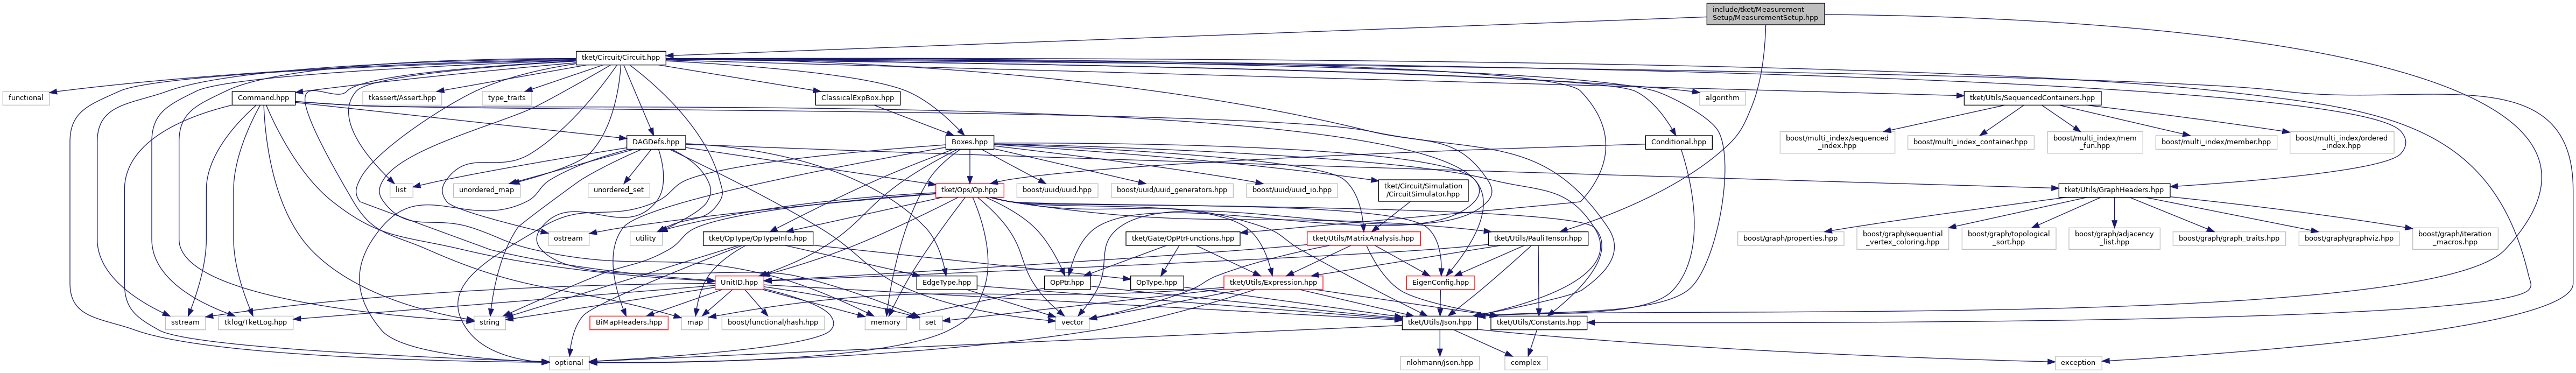 include/tket/Measurement
Setup/MeasurementSetup.hpp
tket/Circuit/Circuit.hpp
functional
Command.hpp
tkassert/Assert.hpp
type_traits
ClassicalExpBox.hpp
algorithm
tket/Utils/SequencedContainers.hpp
DAGDefs.hpp
Boxes.hpp
Conditional.hpp
boost/multi_index/sequenced
_index.hpp
boost/multi_index_container.hpp
boost/multi_index/mem
_fun.hpp
boost/multi_index/member.hpp
boost/multi_index/ordered
_index.hpp
list
unordered_map
unordered_set
tket/Ops/Op.hpp
boost/uuid/uuid.hpp
boost/uuid/uuid_generators.hpp
boost/uuid/uuid_io.hpp
tket/Circuit/Simulation
/CircuitSimulator.hpp
tket/Utils/GraphHeaders.hpp
ostream
utility
tket/OpType/OpTypeInfo.hpp
tket/Gate/OpPtrFunctions.hpp
tket/Utils/MatrixAnalysis.hpp
tket/Utils/PauliTensor.hpp
boost/graph/properties.hpp
boost/graph/sequential
_vertex_coloring.hpp
boost/graph/topological
_sort.hpp
boost/graph/adjacency
_list.hpp
boost/graph/graph_traits.hpp
boost/graph/graphviz.hpp
boost/graph/iteration
_macros.hpp
UnitID.hpp
EdgeType.hpp
OpPtr.hpp
OpType.hpp
tket/Utils/Expression.hpp
EigenConfig.hpp
sstream
tklog/TketLog.hpp
string
BiMapHeaders.hpp
map
boost/functional/hash.hpp
memory
set
vector
tket/Utils/Json.hpp
tket/Utils/Constants.hpp
optional
nlohmann/json.hpp
complex
exception